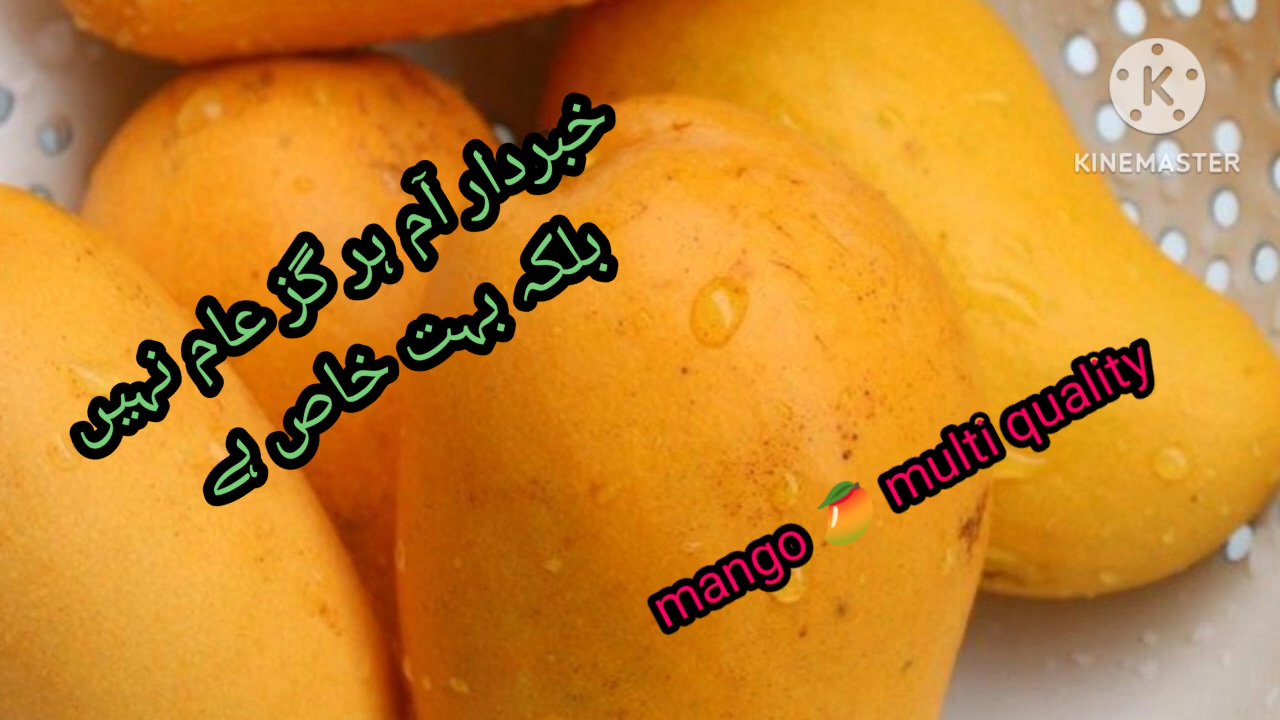 خبردار آم ہر گز عام نہیں
بلکہ بہت خاص ہے
mango 🥭 multi quality
K
KINEMASTER